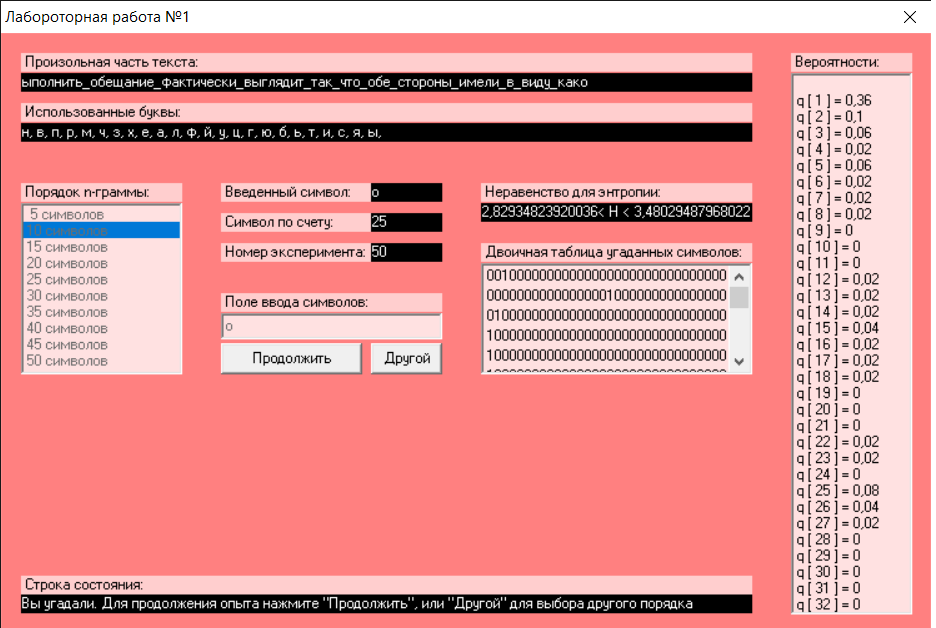 Лабороторная работа №1
Произольная часть текста:
ыполнить_обещание_фактически_выглядит_так_что_обе_стороны_имели_в_виду_како
Использованные буквы:
н, в, п, р, м, ч, з, х, е, а, л, ф, й, у, ц, г, ю, б, ь, т, и, с, я, ы,
Порядок n-граммы:
5 символов
10 символов
15 символов
20 символов
25 символов
30 символов
35 символов
40 символов
45 символов
50 символов
Введенный символ: о
Символ по счету: 25
Номер эксперимента: 50
Поле ввода символов:
о
Продолжить
Другой
Неравенство для энтропии:
2,82934823920036< H < 3,48029487968022
Двоичная таблица угаданных символов:
00100000000000000000000000000000
00000000000000001000000000000000
01000000000000000000000000000000
10000000000000000000000000000000
10000000000000000000000000000000
Вероятности:
q[ 1 ] = 0,36
q[ 2 ] = 0,1
q[ 3 ] = 0,06
q[ 4 ] = 0,02
q[ 5 ] = 0,06
q[ 6 ] = 0,02
q[ 7 ] = 0,02
q[ 8 ] = 0,02
q[ 9 ] = 0
q[ 10 ] = 0
q[ 11 ] = 0
q[ 12 ] = 0,02
q[ 13 ] = 0,02
q[ 14 ] = 0,02
q[ 15 ] = 0,04
q[ 16 ] = 0,02
q[ 17 ] = 0,02
q[ 18 ] = 0,02
q[ 19 ] = 0
q[ 20 ] = 0
q[ 21 ] = 0
q[ 22 ] = 0,02
q[ 23 ] = 0,02
q[ 24 ] = 0
q[ 25 ] = 0,08
q[ 26 ] = 0,04
q[ 27 ] = 0,02
q[ 28 ] = 0
q[ 29 ] = 0
q[ 30 ] = 0
q[ 31 ] = 0
q[ 32 ] = 0
Строка состояния:
Вы угадали. Для продолжения опыта нажмите "Продолжить", или "Другой" для выбора другого порядка